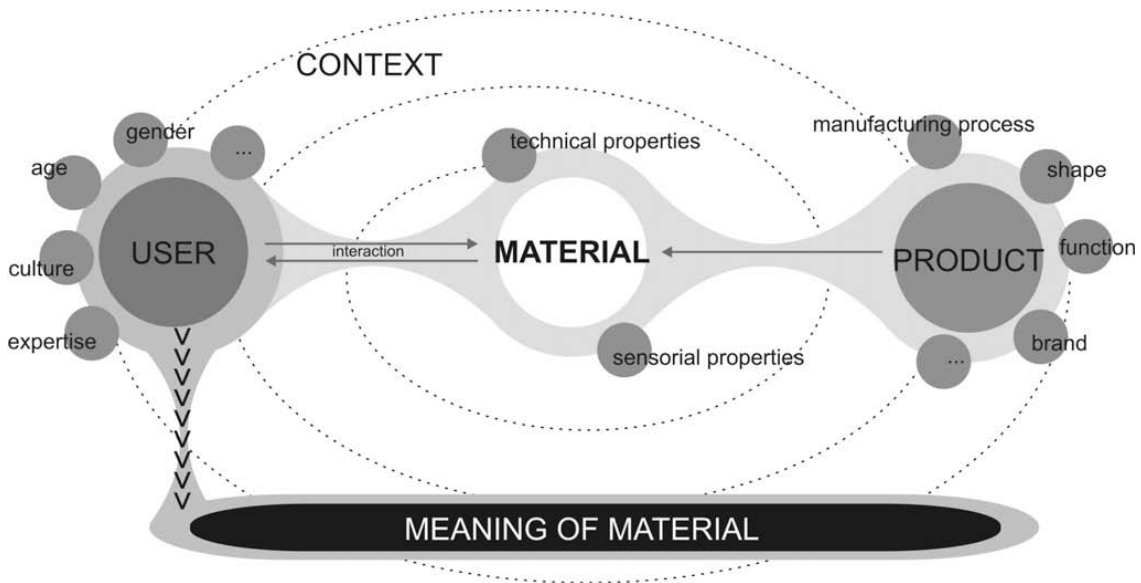 CONTEXT
gender
...
age
culture
expertise
USER
interaction
technical properties
MATERIAL
sensorial properties
manufacturing process
shape
function
PRODUCT
brand
...
MEANING OF MATERIAL